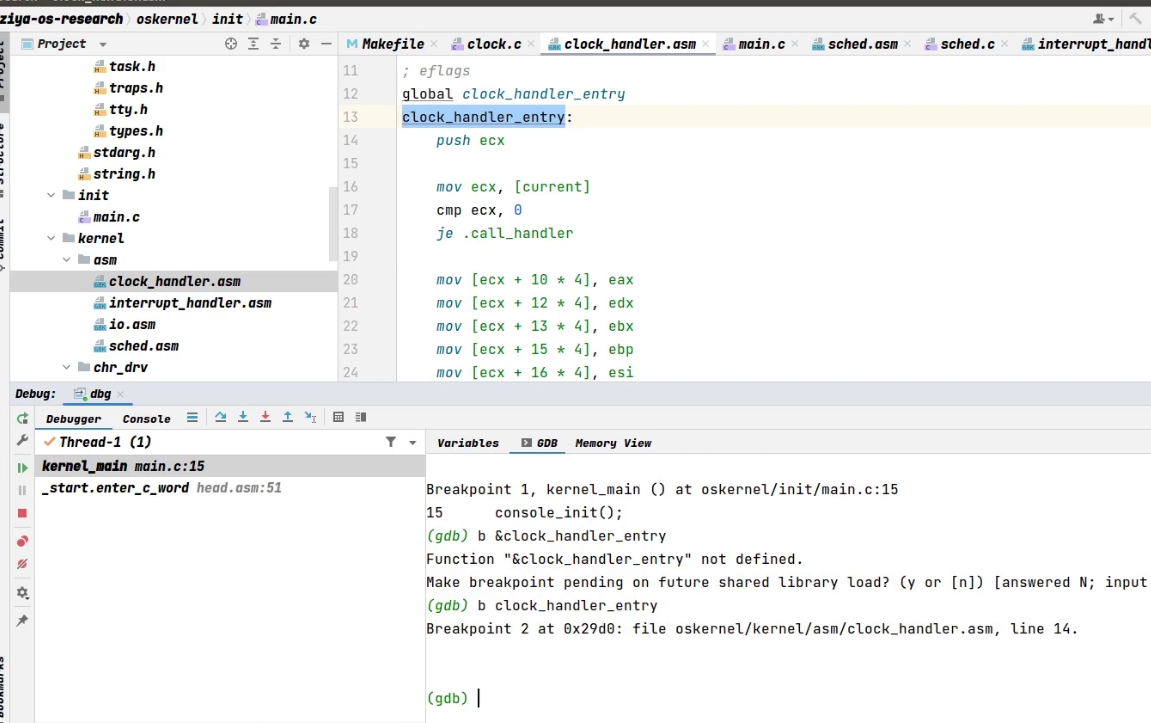 ziya-os-research oskernel init main.c
Project
Makefile clock.c clock_handler.asm main.c sched.asm sched.c interrupt_handl
task.h
traps.h
tty.h
types.h
stdarg.h
string.h
init
main.c
kernel
asm
clock_handler.asm
interrupt_handler.asm
io.asm
sched.asm
chr_drv
11 ; eflags
12 global clock_handler_entry
13 clock_handler_entry:
14 push ecx
15
16 mov ecx, [current]
17 cmp ecx, 0
18 je .call_handler
19
20 mov [ecx + 10 * 4], eax
21 mov [ecx + 12 * 4], edx
22 mov [ecx + 13 * 4], ebx
23 mov [ecx + 15 * 4], ebp
24 mov [ecx + 16 * 4], esi
Debug: dbg
Debugger Console
Thread-1 (1)
kernel_main main.c:15
_start.enter_c_word head.asm:51
Variables GDB Memory View
Breakpoint 1, kernel_main () at oskernel/init/main.c:15
15 console_init();
(gdb) b &clock_handler_entry
Function "&clock_handler_entry" not defined.
Make breakpoint pending on future shared library load? (y or [n]) [answered N; input
(gdb) b clock_handler_entry
Breakpoint 2 at 0x29d0: file oskernel/kernel/asm/clock_handler.asm, line 14.
(gdb)